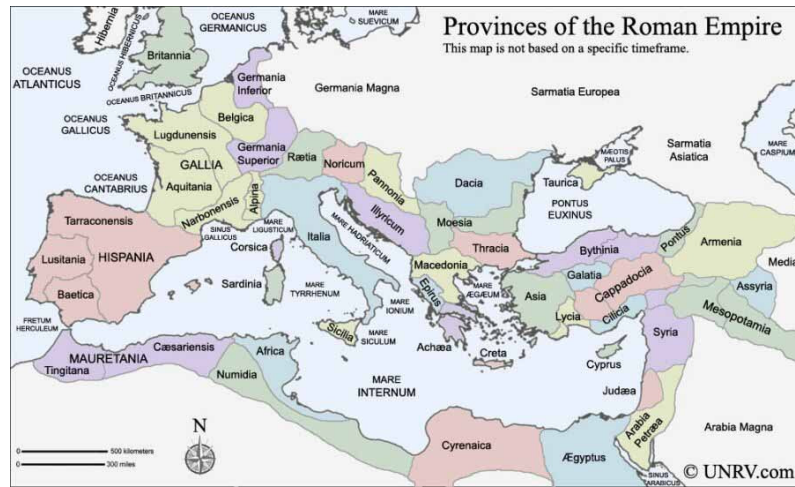 Provinces of the Roman Empire
This map is not based on a specific timeframe.
Hibernia
OCEANUS HIBERNICUS
OCEANUS
GERMANICUS
MARE
SUEVICUM
Britannia
OCEANUS
ATLANTICUS
OCEANUS BRITANNICUS
Germania
Inferior
Germania Magna
Sarmatia Europea
OCEANUS
GALLICUS
Belgica
Lugdunensis
Germania
Superior
Rætia
Noricum
Pannonia
Sarmatia
Asiatica
MÆOTIS
PALUS
MARE
CASPIUM
GALLIA
OCEANUS
CANTABRIUS
Aquitania
Narbonensis
Alpina
Dacia
Taurica
PONTUS
EUXINUS
Illyricum
Moesia
Tarraconensis
SINUS
GALLICUS
MARE
LIGUSTICUM
MARE HADRIATICUM
Lusitania
HISPANIA
Corsica
Italia
Thracia
Bythinia
Pontus
Armenia
Media
Macedonia
Baetica
Sardinia
MARE
TYRRHENUM
MARE
IONIUM
Epirus
MARE
ÆGÆUM
Asia
Galatia
Cappadocia
Assyria
FRETUM
HERCULEUM
Sicilia
MARE
SICULUM
Lycia
Cilicia
Mesopotamia
Achæa
Creta
Cyprus
Syria
MAURETANIA
Tingitana
Cæsariensis
Africa
Numidia
MARE
INTERNUM
Judæa
N
Cyrenaica
Ægyptus
Arabia
Petræa
Arabia Magna
0
500 kilometers
0
300 miles
SINUS
ARABICUS
© UNRV.com